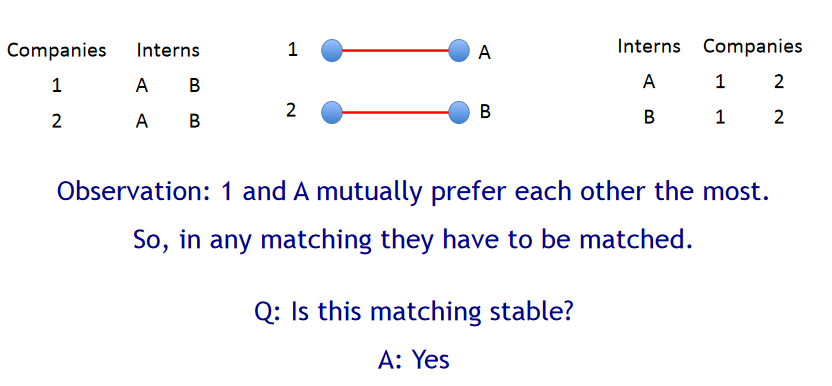 Companies Interns
1 A B
2 A B
1 A
2 B
Interns Companies
A 1 2
B 1 2
Observation: 1 and A mutually prefer each other the most.
So, in any matching they have to be matched.
Q: Is this matching stable?
A: Yes